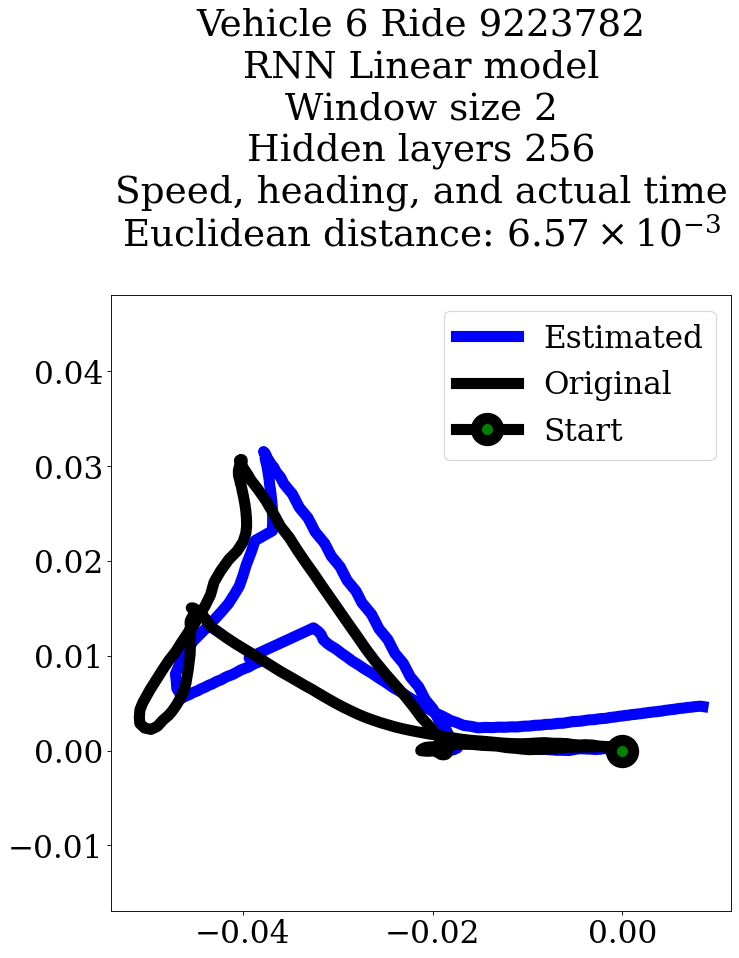 Vehicle 6 Ride 9223782
RNN Linear model
Window size 2
Hidden layers 256
Speed, heading, and actual time
Euclidean distance: 6.57 × 10⁻³
Estimated
Original
Start
0.04
0.03
0.02
0.01
0.00
−0.01
−0.04
−0.02
0.00